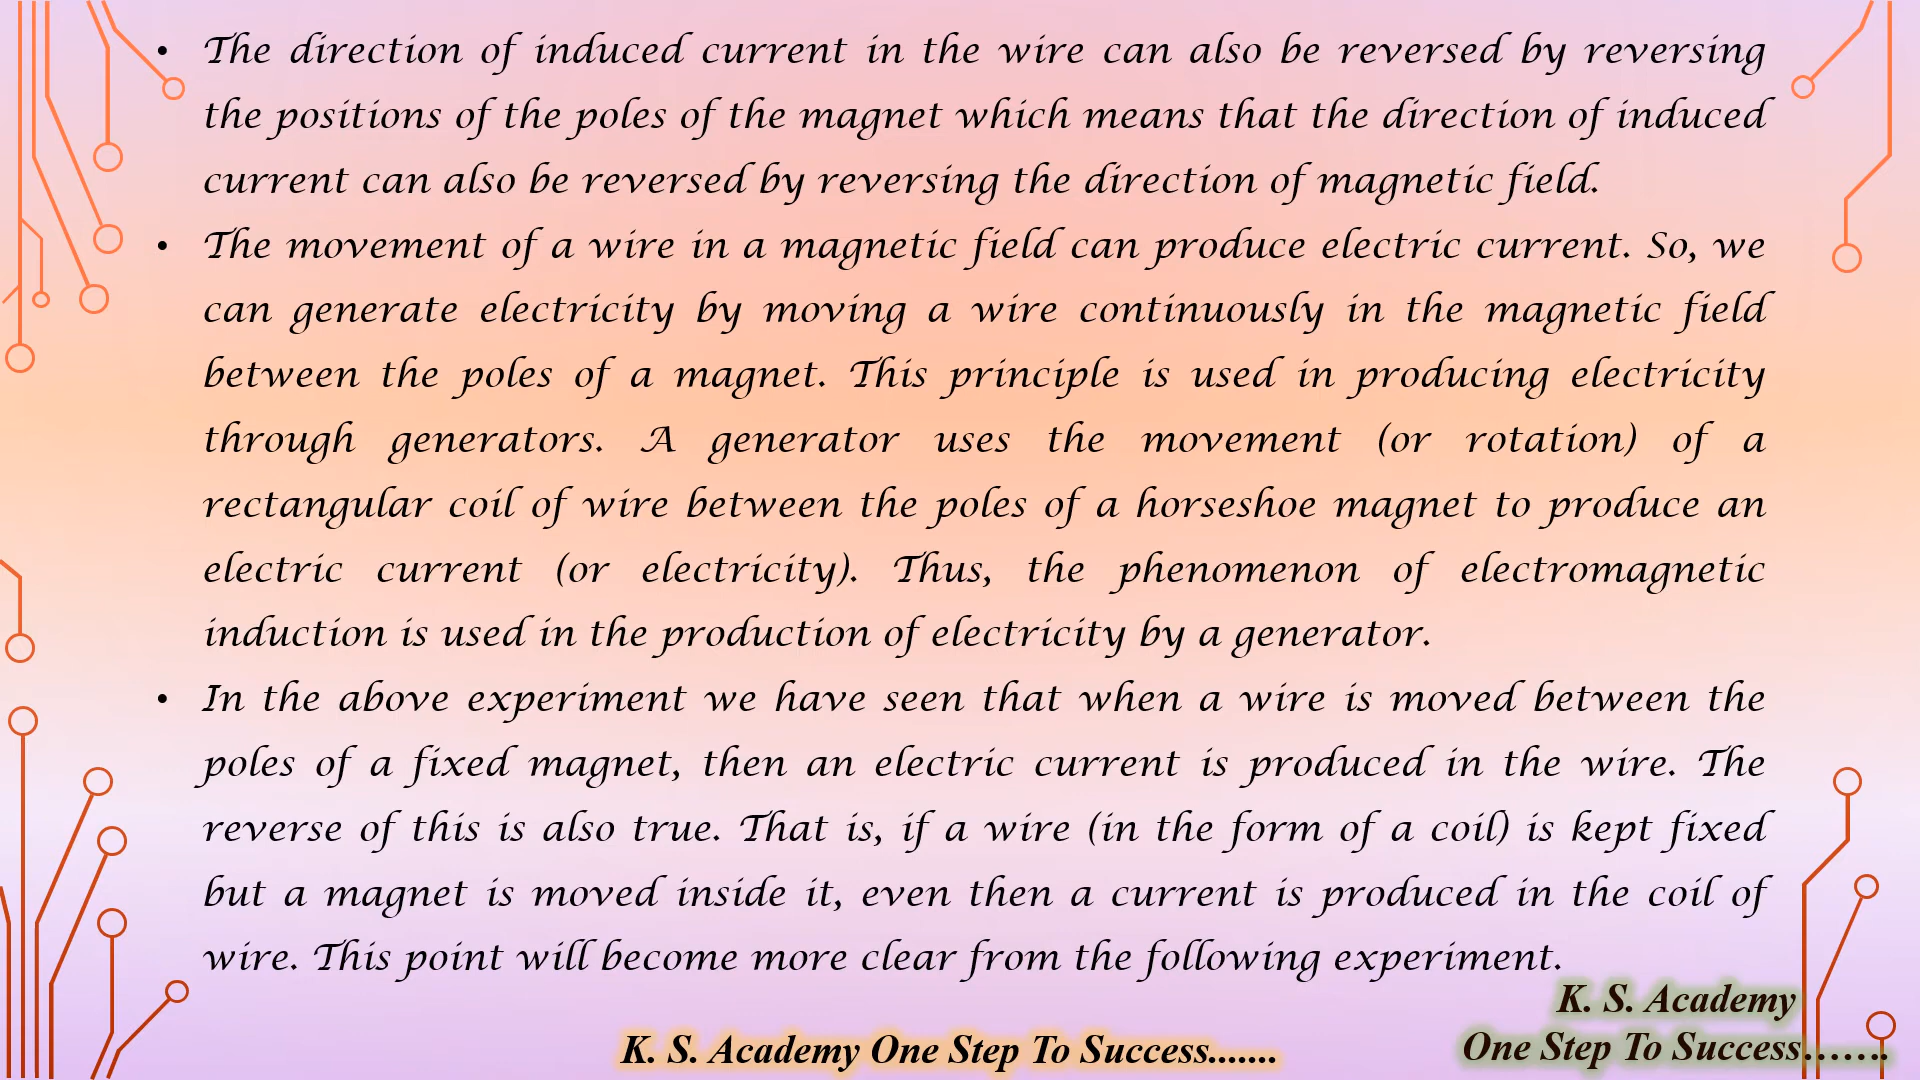 • The direction of induced current in the wire can also be reversed by reversing
the positions of the poles of the magnet which means that the direction of induced
current can also be reversed by reversing the direction of magnetic field.
• The movement of a wire in a magnetic field can produce electric current. So, we
can generate electricity by moving a wire continuously in the magnetic field
between the poles of a magnet. This principle is used in producing electricity
through generators. A generator uses the movement (or rotation) of a
rectangular coil of wire between the poles of a horseshoe magnet to produce an
electric current (or electricity). Thus, the phenomenon of electromagnetic
induction is used in the production of electricity by a generator.
• In the above experiment we have seen that when a wire is moved between the
poles of a fixed magnet, then an electric current is produced in the wire. The
reverse of this is also true. That is, if a wire (in the form of a coil) is kept fixed
but a magnet is moved inside it, even then a current is produced in the coil of
wire. This point will become more clear from the following experiment.
K. S. Academy
One Step To Success.......
K. S. Academy One Step To Success.......